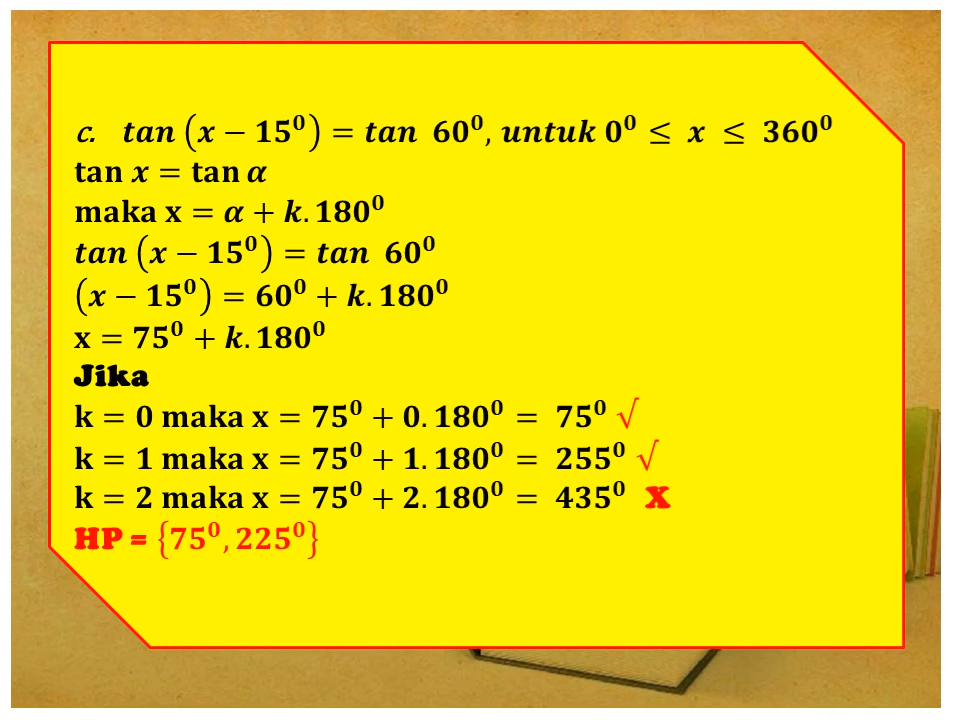 c. tan (x − 15⁰) = tan 60⁰, untuk 0⁰ ≤ x ≤ 360⁰
tan x = tan α
maka x = α + k. 180⁰
tan (x − 15⁰) = tan 60⁰
(x − 15⁰) = 60⁰ + k. 180⁰
x = 75⁰ + k. 180⁰
Jika
k = 0 maka x = 75⁰ + 0. 180⁰ = 75⁰ √
k = 1 maka x = 75⁰ + 1. 180⁰ = 255⁰ √
k = 2 maka x = 75⁰ + 2. 180⁰ = 435⁰ X
HP = {75⁰, 225⁰}